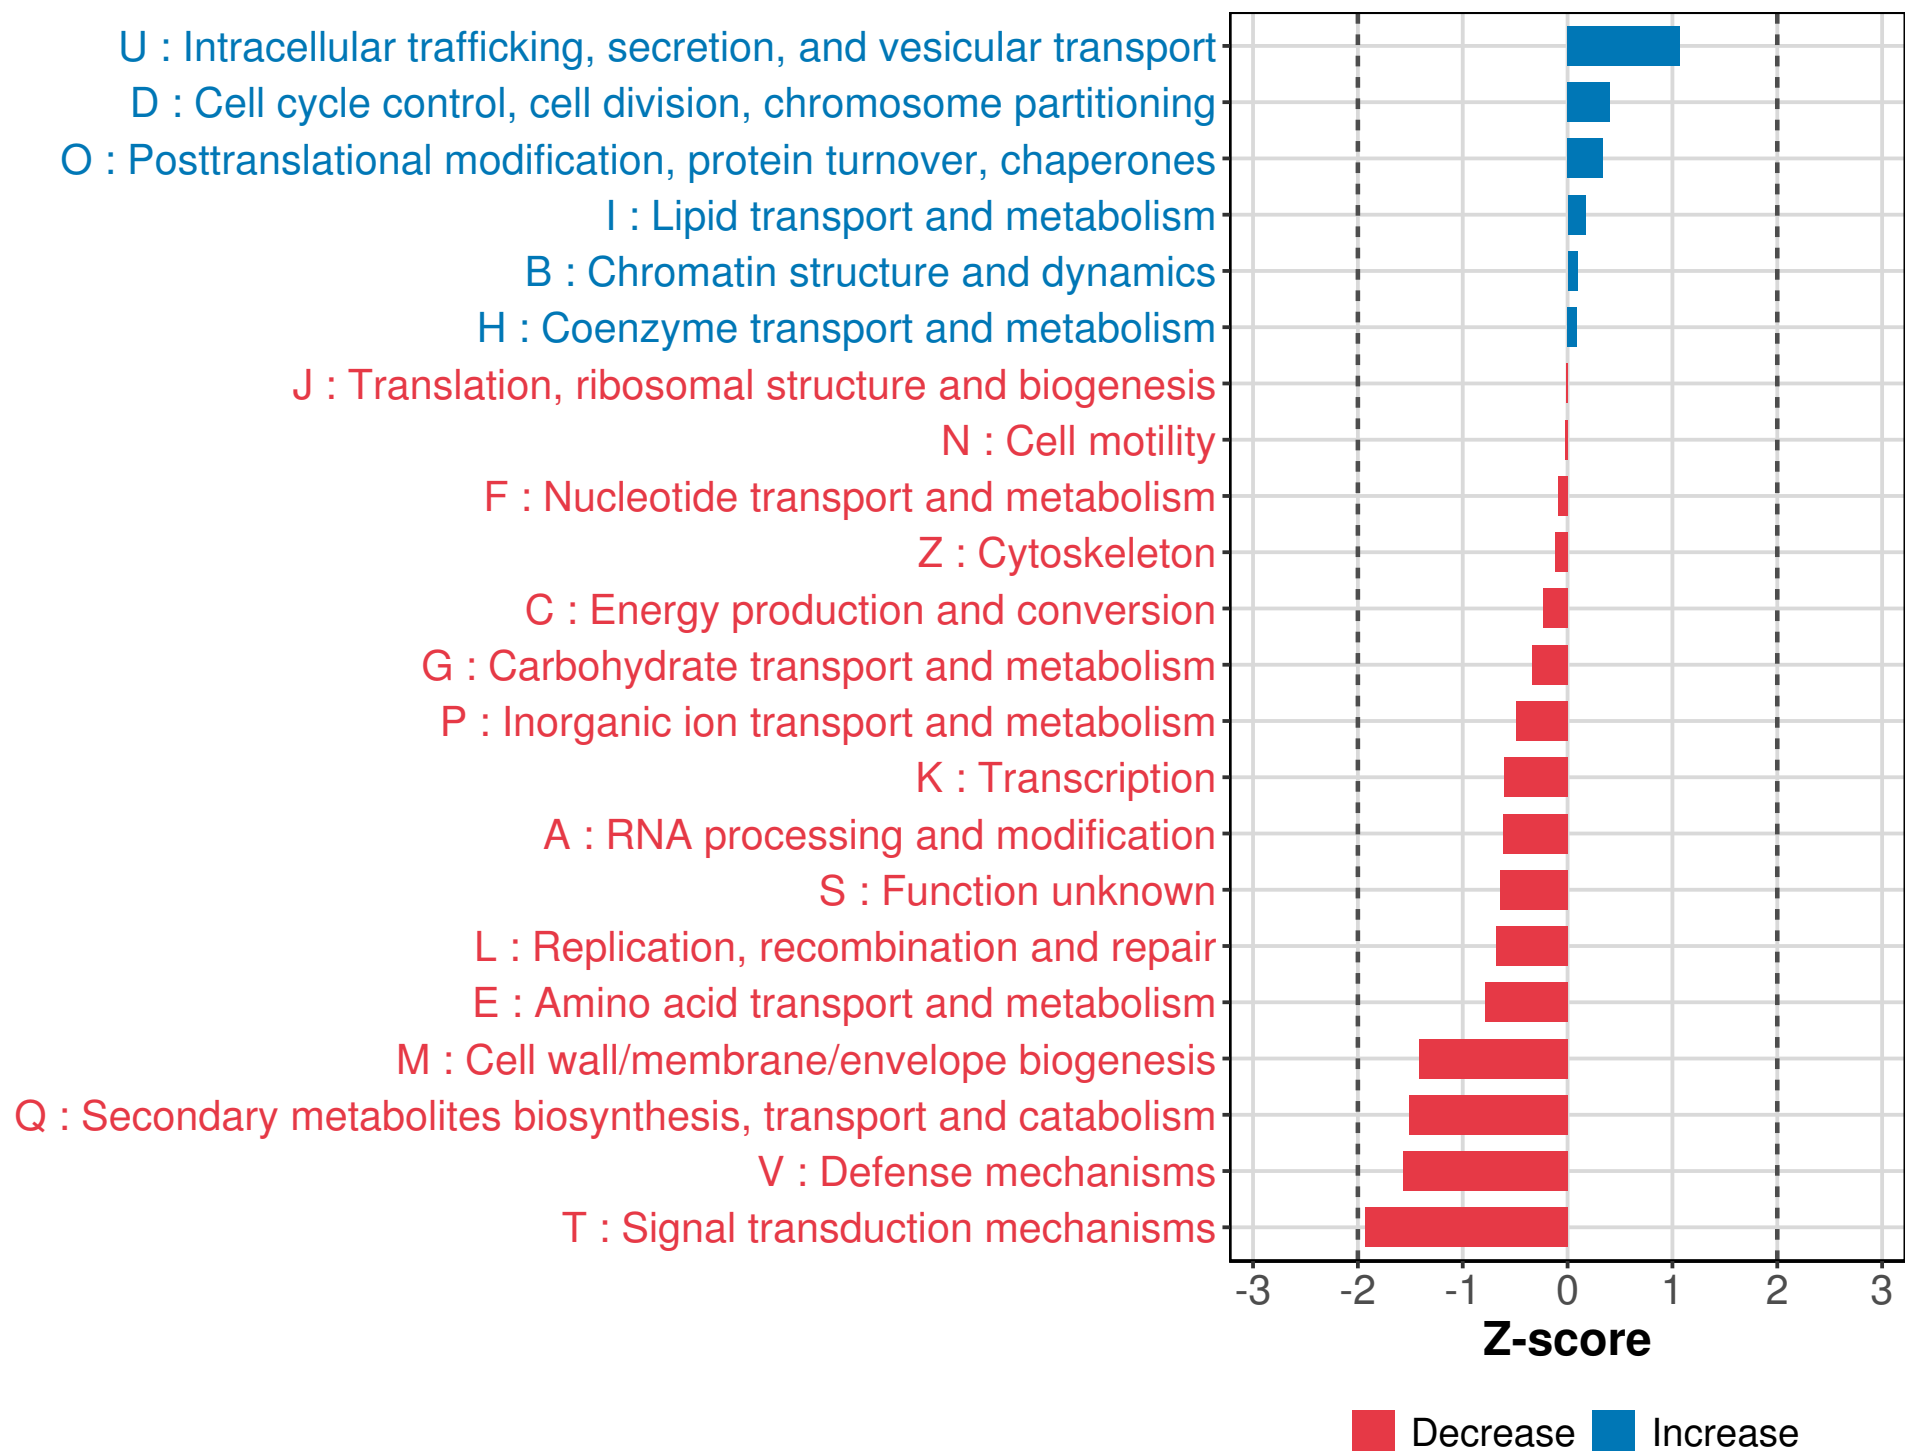 U : Intracellular trafficking, secretion, and vesicular transport
D : Cell cycle control, cell division, chromosome partitioning
O : Posttranslational modification, protein turnover, chaperones
I : Lipid transport and metabolism
B : Chromatin structure and dynamics
H : Coenzyme transport and metabolism
J : Translation, ribosomal structure and biogenesis
N : Cell motility
F : Nucleotide transport and metabolism
Z : Cytoskeleton
C : Energy production and conversion
G : Carbohydrate transport and metabolism
P : Inorganic ion transport and metabolism
K : Transcription
A : RNA processing and modification
S : Function unknown
L : Replication, recombination and repair
E : Amino acid transport and metabolism
M : Cell wall/membrane/envelope biogenesis
Q : Secondary metabolites biosynthesis, transport and catabolism
V : Defense mechanisms
T : Signal transduction mechanisms
-3 -2 -1 0 1 2 3
Z-score
Decrease Increase